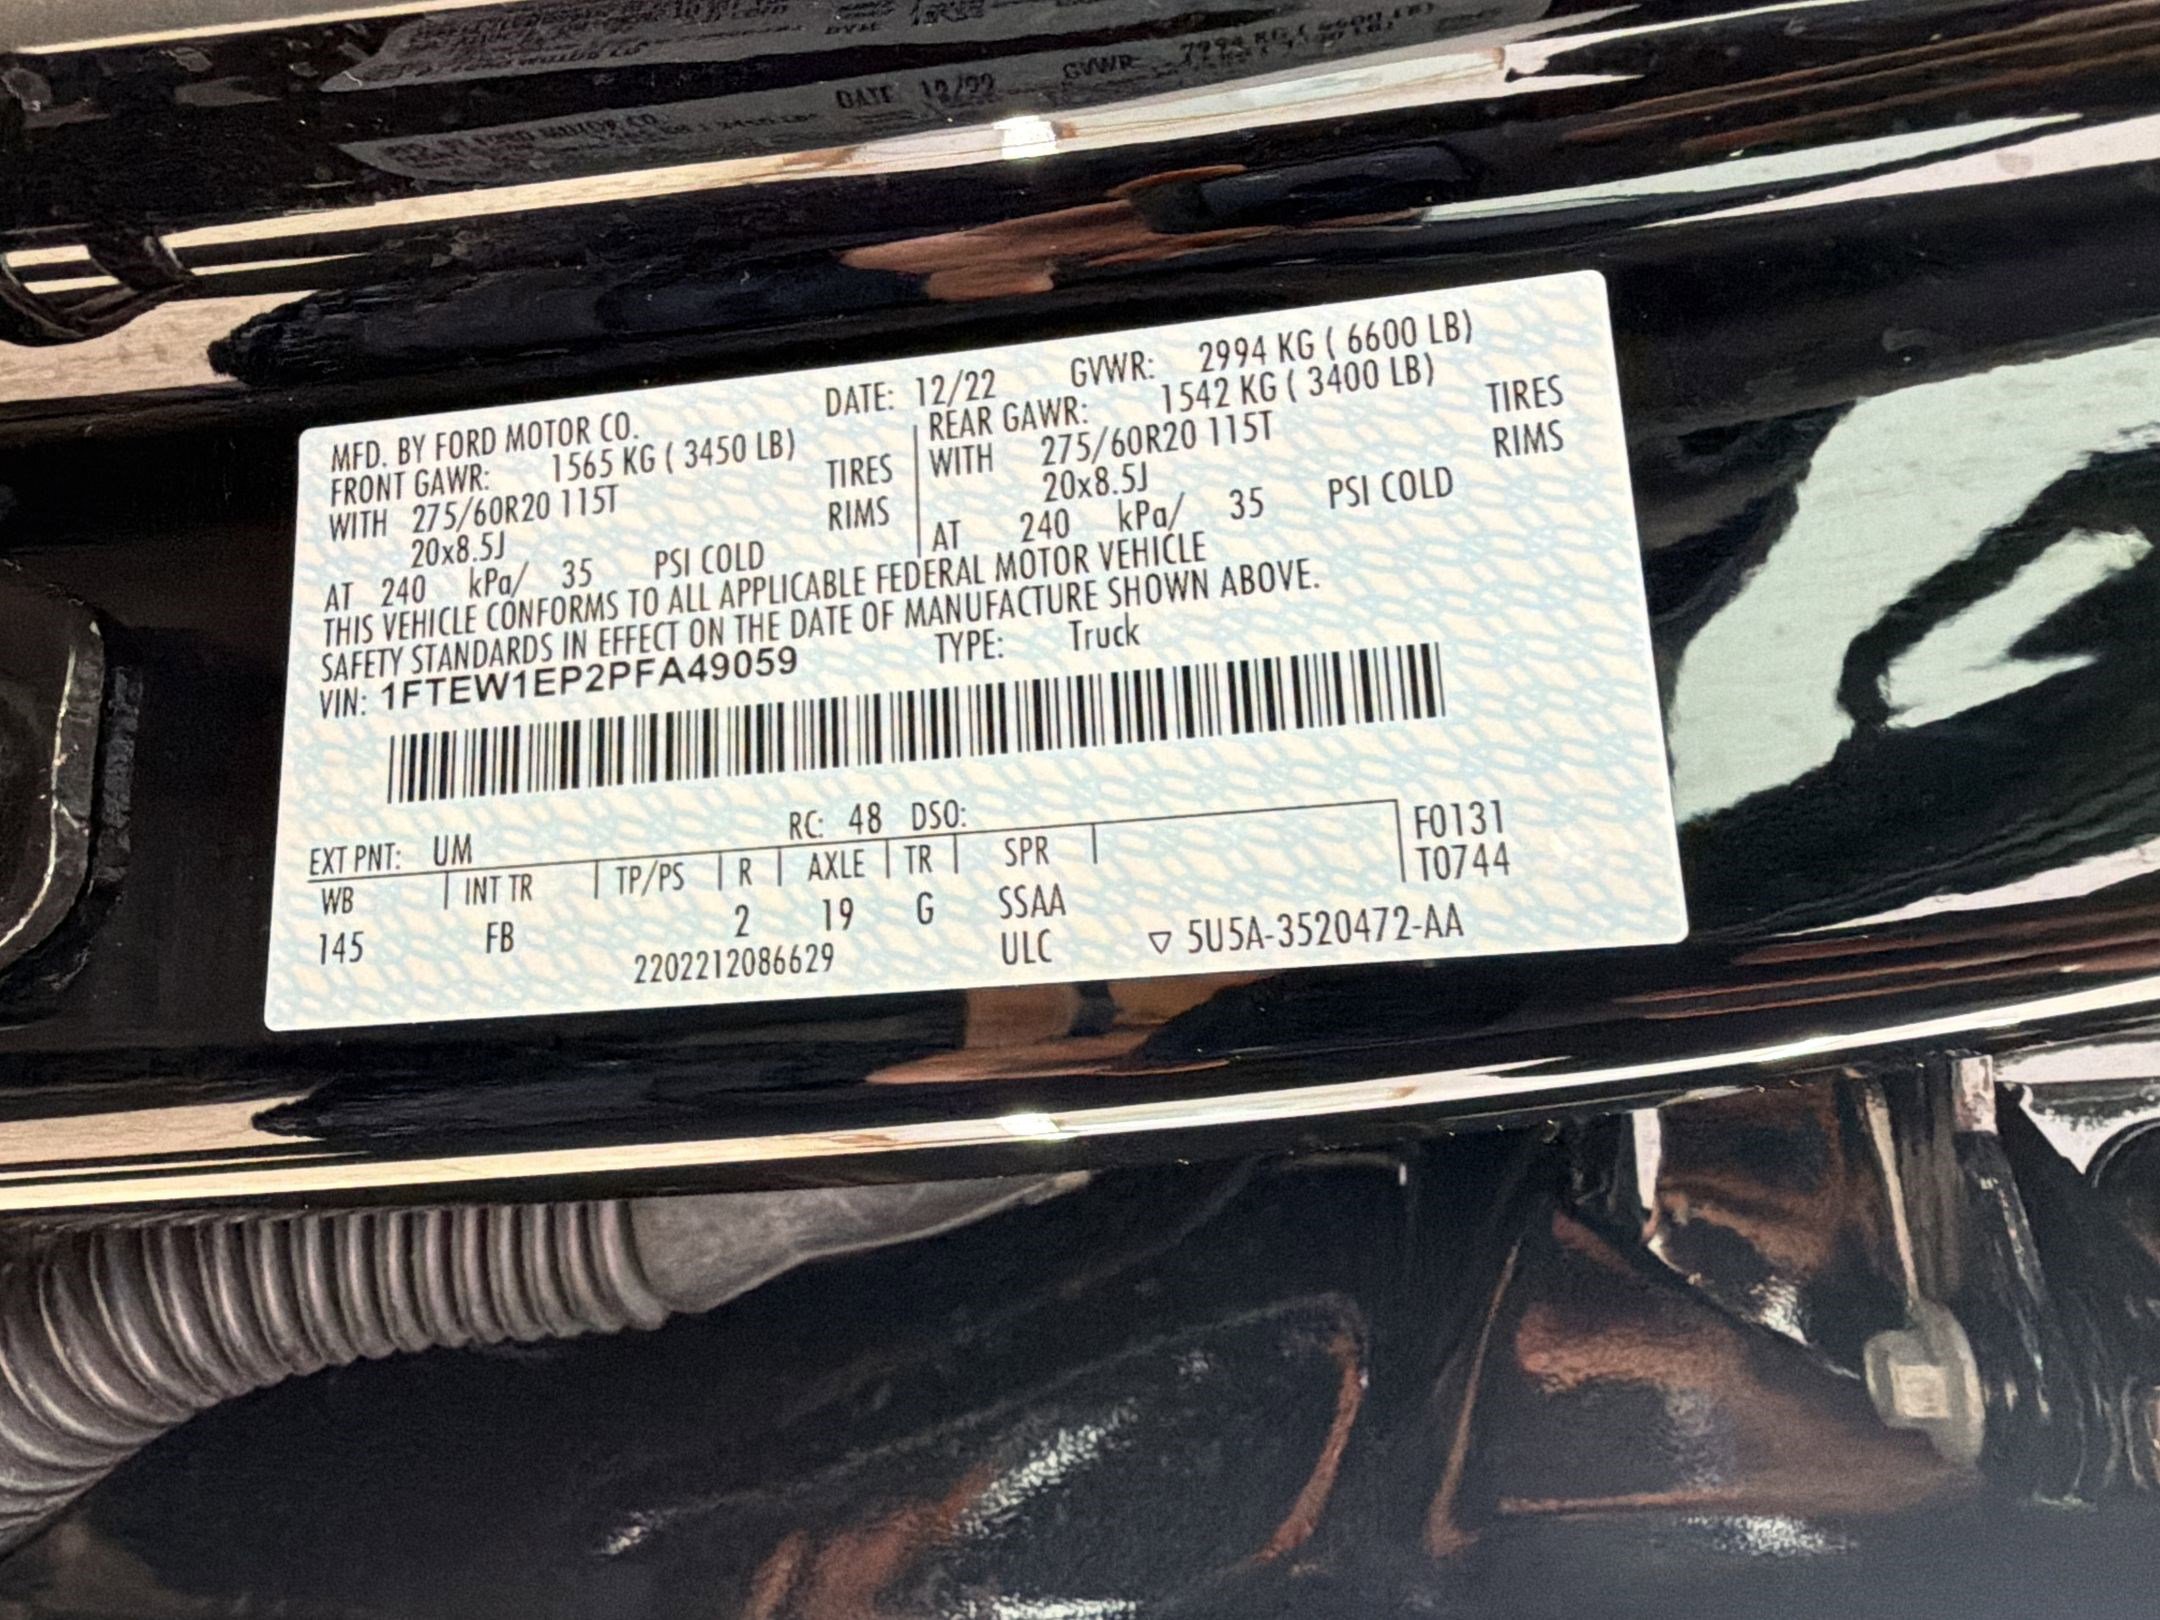 MFD. BY FORD MOTOR CO. DATE: 12/22 GVWR: 2994 KG ( 6600 LB)
FRONT GAWR: 1565 KG ( 3450 LB) REAR GAWR: 1542 KG ( 3400 LB)
WITH 275/60R20 115T TIRES WITH 275/60R20 115T TIRES
20x8.5J RIMS 20x8.5J RIMS
AT 240 kPa/ 35 PSI COLD AT 240 kPa/ 35 PSI COLD
THIS VEHICLE CONFORMS TO ALL APPLICABLE FEDERAL MOTOR VEHICLE
SAFETY STANDARDS IN EFFECT ON THE DATE OF MANUFACTURE SHOWN ABOVE.
VIN: 1FTEW1EP2PFA49059 TYPE: Truck
EXT PNT: UM RC: 48 DSO: F0131
WB INT TR TP/PS R AXLE TR SPR T0744
145 FB 2 19 G SSAA
2202212086629 ULC ▽ 5U5A-3520472-AA